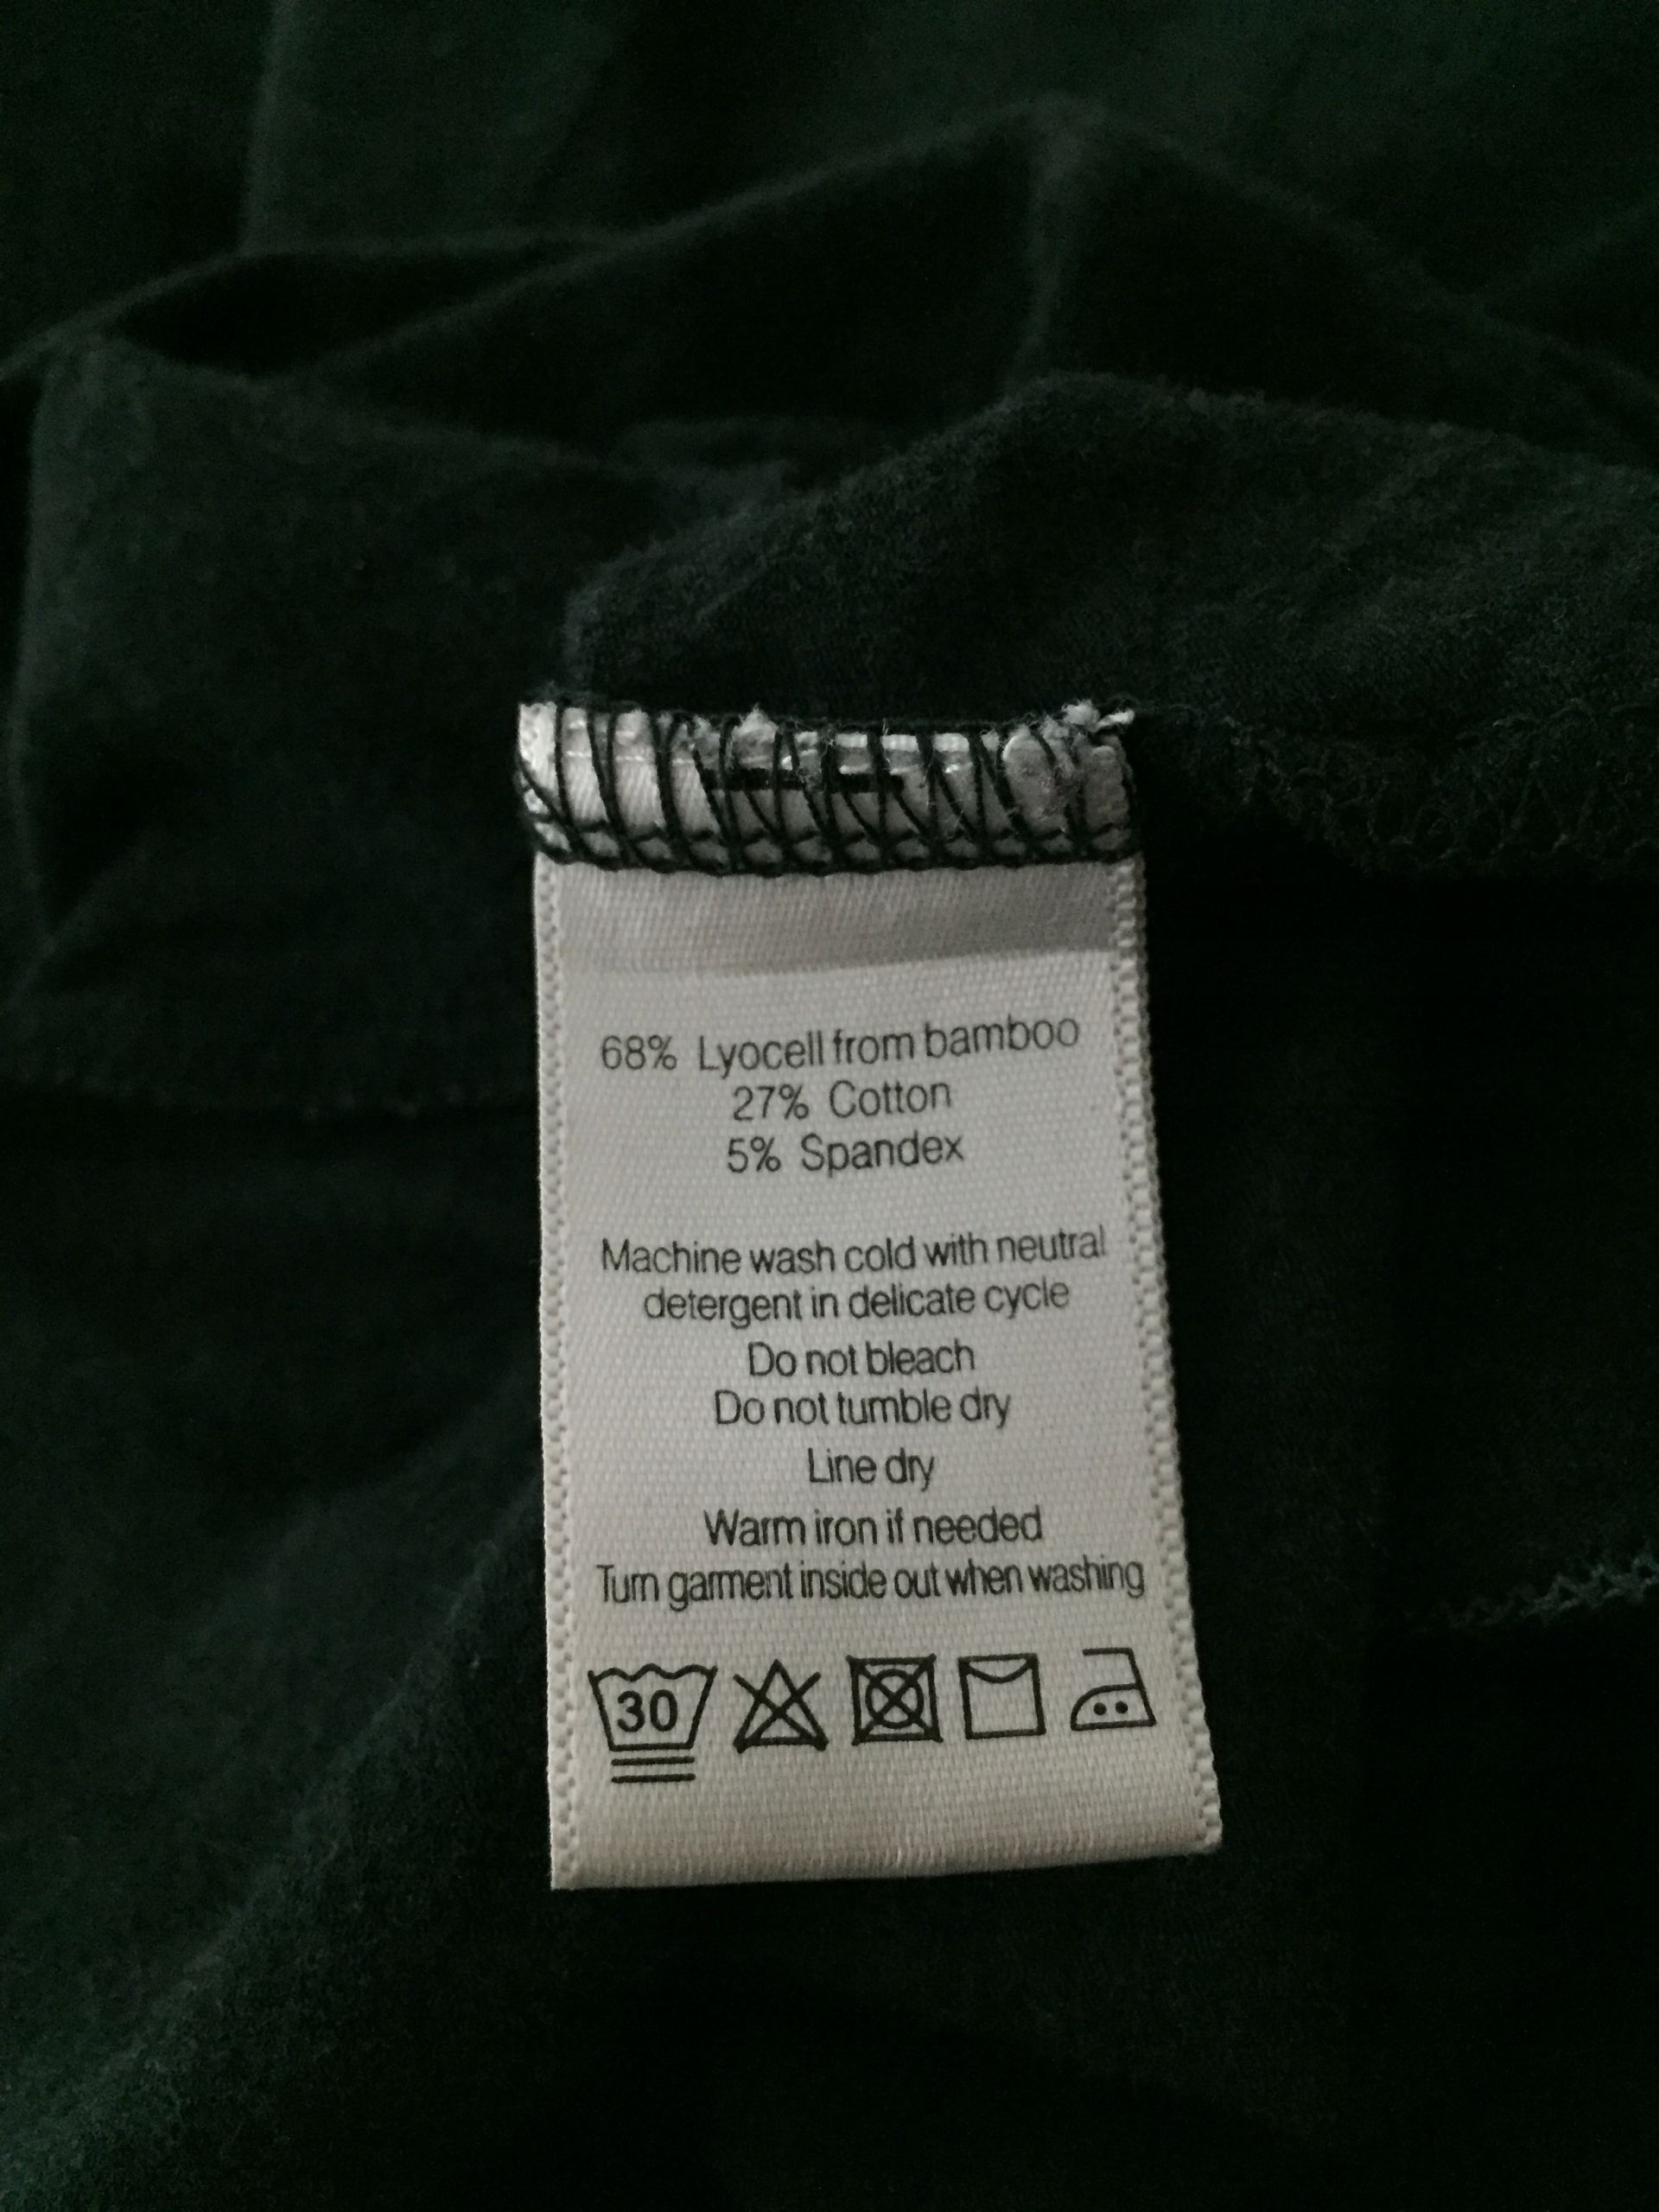 68% Lyocell from bamboo
27% Cotton
5% Spandex
Machine wash cold with neutral
detergent in delicate cycle
Do not bleach
Do not tumble dry
Line dry
Warm iron if needed
Turn garment inside out when washing
30